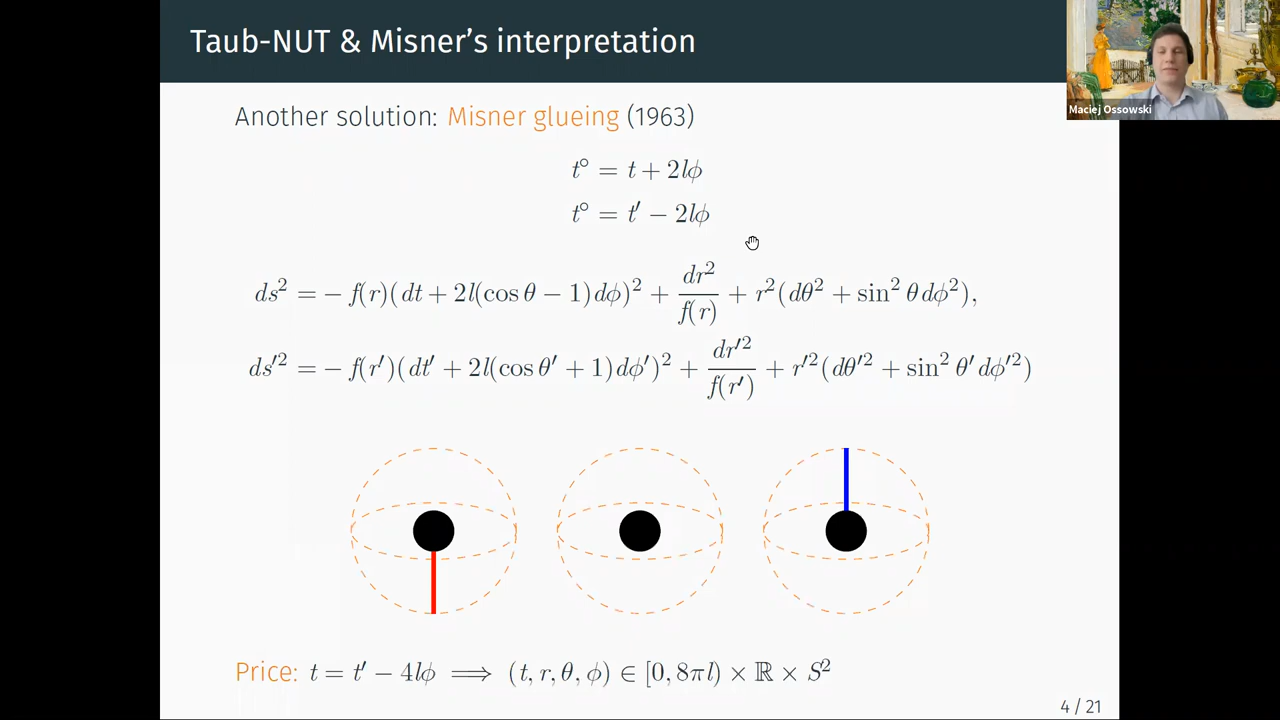 Taub-NUT & Misner's interpretation
Maciej Ossowski
Another solution: Misner glueing (1963)
t° = t + 2lϕ
t° = t′ − 2lϕ
ds² = − f(r)(dt + 2l(cos θ − 1)dϕ)² + dr²/f(r) + r²(dθ² + sin² θ dϕ²),
ds′² = − f(r′)(dt′ + 2l(cos θ′ + 1)dϕ′)² + dr′²/f(r′) + r′²(dθ′² + sin² θ′ dϕ′²)
Price: t = t′ − 4lϕ ⟹ (t, r, θ, ϕ) ∈ [0, 8πl) × ℝ × S²
4 / 21